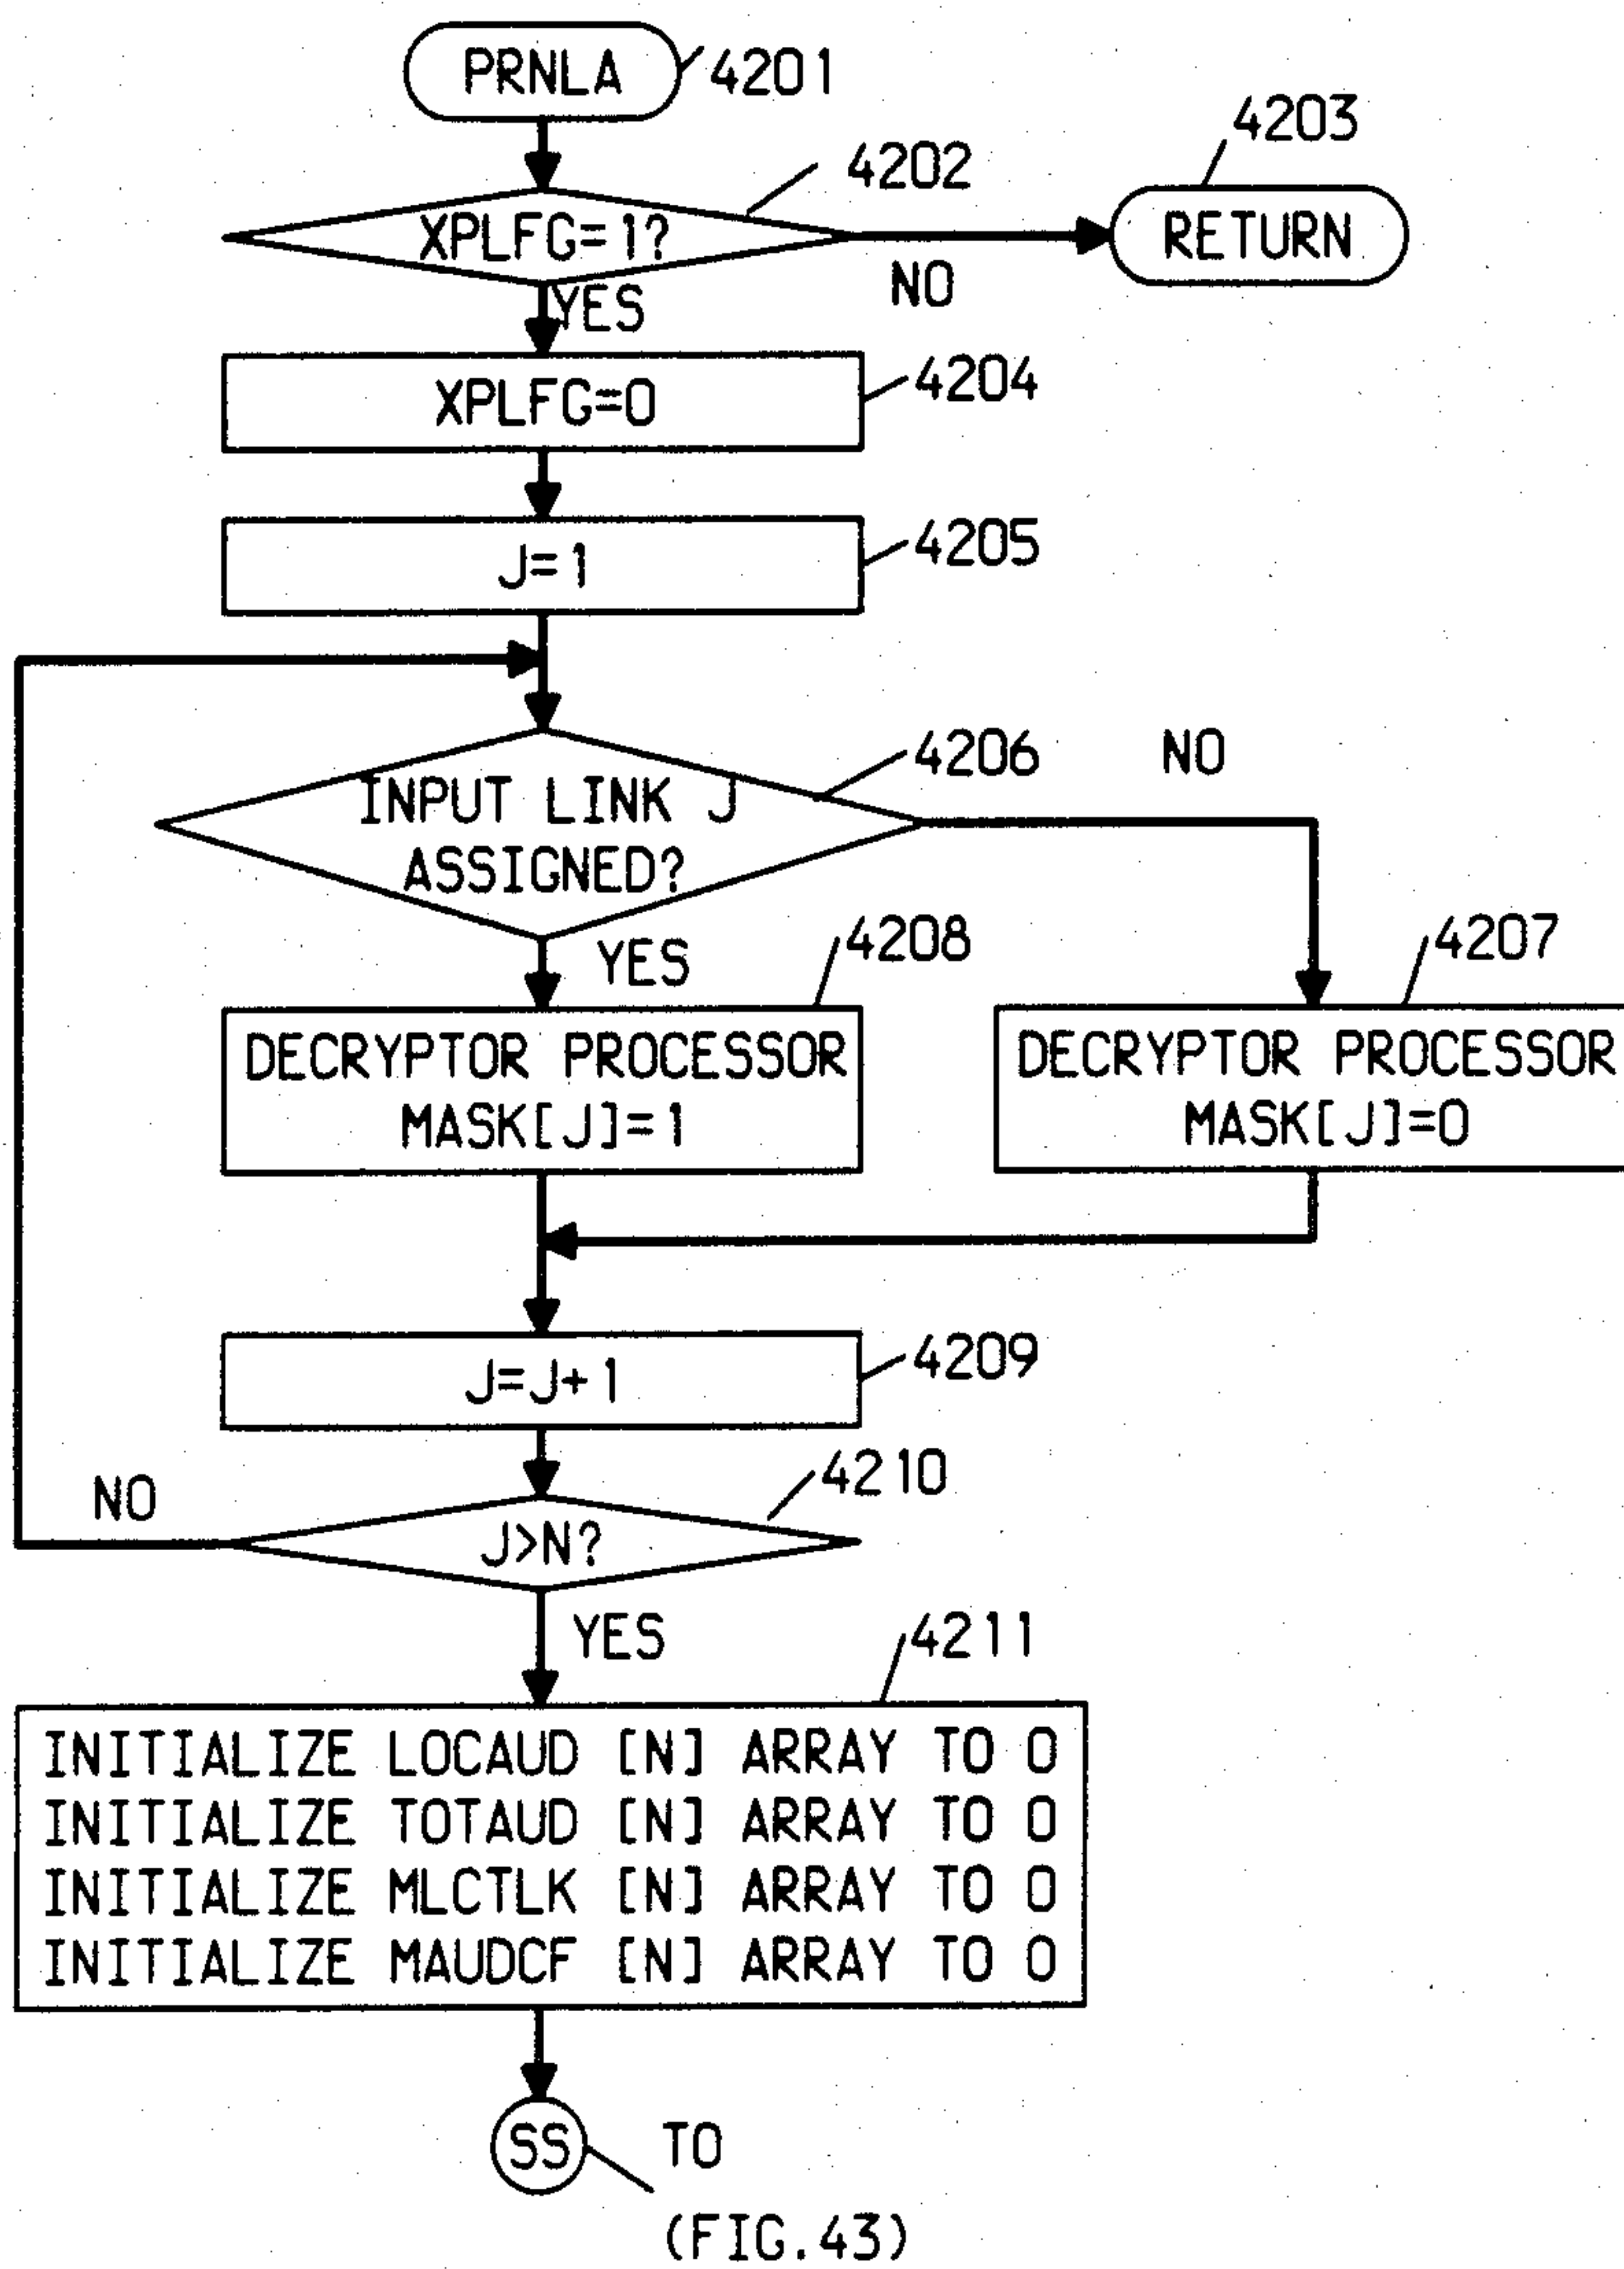 PRNLA
4201
4202
4203
XPLFG=1?
RETURN
NO
YES
4204
XPLFG=0
4205
J=1
4206
NO
INPUT LINK J
ASSIGNED?
YES
4208
4207
DECRYPTOR PROCESSOR
MASK[J]=1
DECRYPTOR PROCESSOR
MASK[J]=0
4209
J=J+1
4210
NO
J>N?
YES
4211
INITIALIZE LOCAUD [N] ARRAY TO 0
INITIALIZE TOTAUD [N] ARRAY TO 0
INITIALIZE MLCTLK [N] ARRAY TO 0
INITIALIZE MAUDCF [N] ARRAY TO 0
SS
TO
(FIG.43)